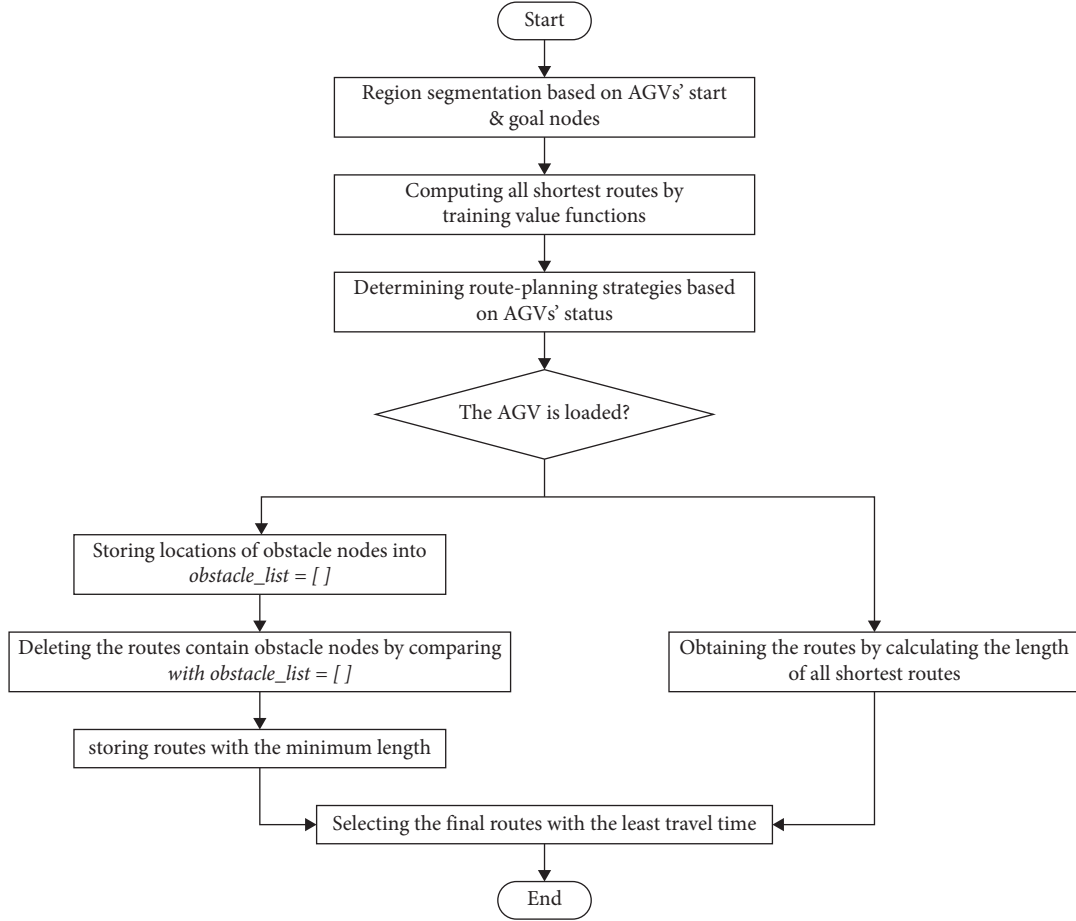 Start
Region segmentation based on AGVs’ start
& goal nodes
Computing all shortest routes by
training value functions
Determining route-planning strategies based
on AGVs’ status
The AGV is loaded?
Storing locations of obstacle nodes into
obstacle_list = [ ]
Deleting the routes contain obstacle nodes by comparing
with obstacle_list = [ ]
storing routes with the minimum length
Obtaining the routes by calculating the length
of all shortest routes
Selecting the final routes with the least travel time
End